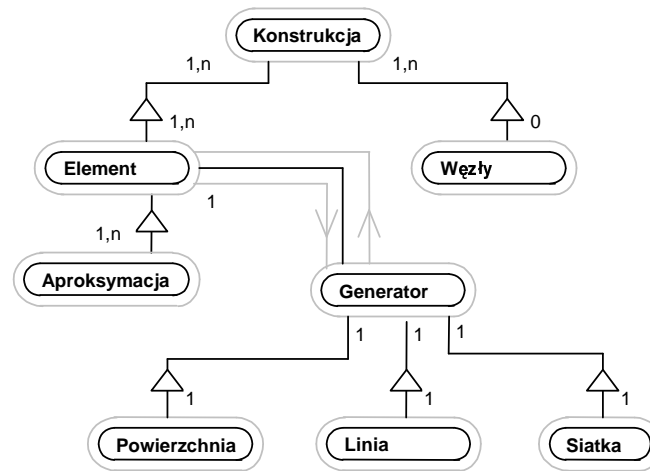 Konstrukcja
1,n 1,n
1,n 0
Element Węzły
1
1,n
Aproksymacja Generator
1 1 1
1 1 1
Powierzchnia Linia Siatka